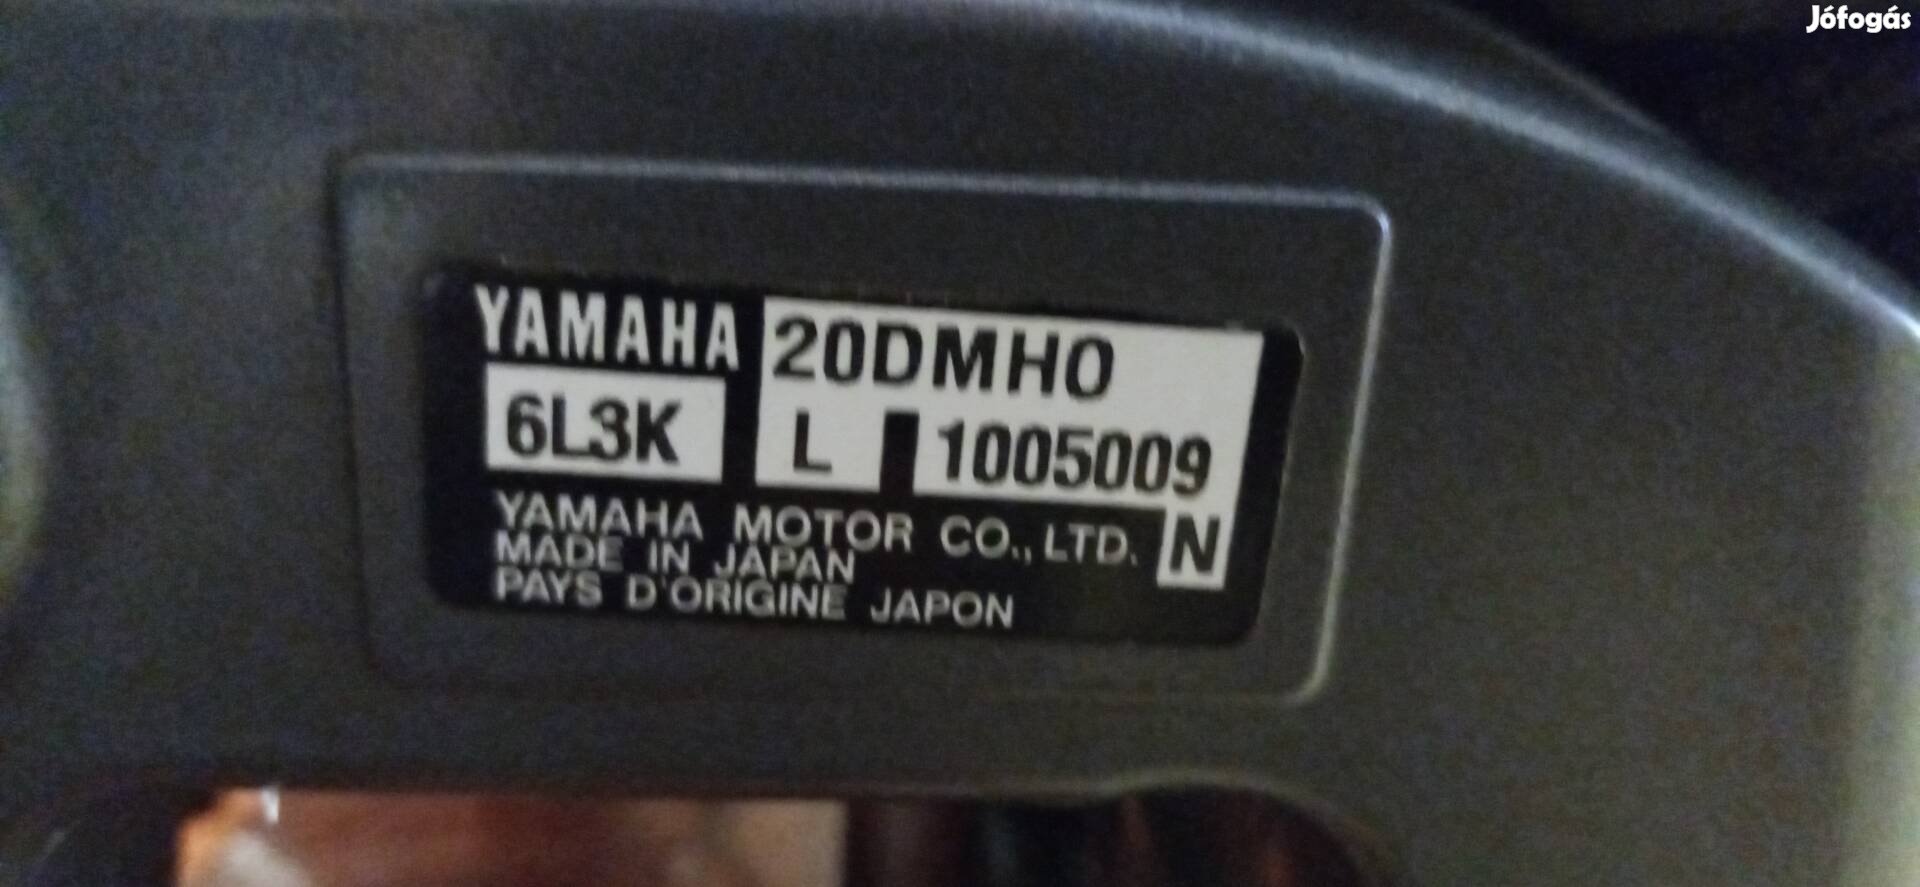 Jófogás
YAMAHA 20DMHO
6L3K L 1005009
YAMAHA MOTOR CO., LTD. N
MADE IN JAPAN
PAYS D'ORIGINE JAPON